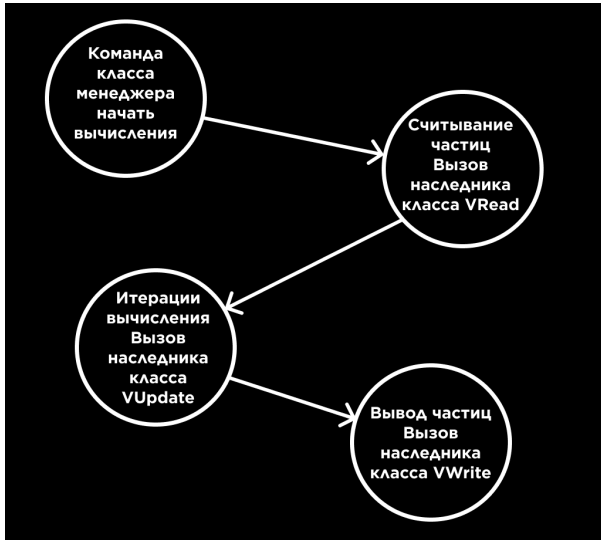 Команда
класса
менеджера
начать
вычисления
Считывание
частиц
Вызов
наследника
класса VRead
Итерации
вычисления
Вызов
наследника
класса
VUpdate
Вывод частиц
Вызов
наследника
класса VWrite